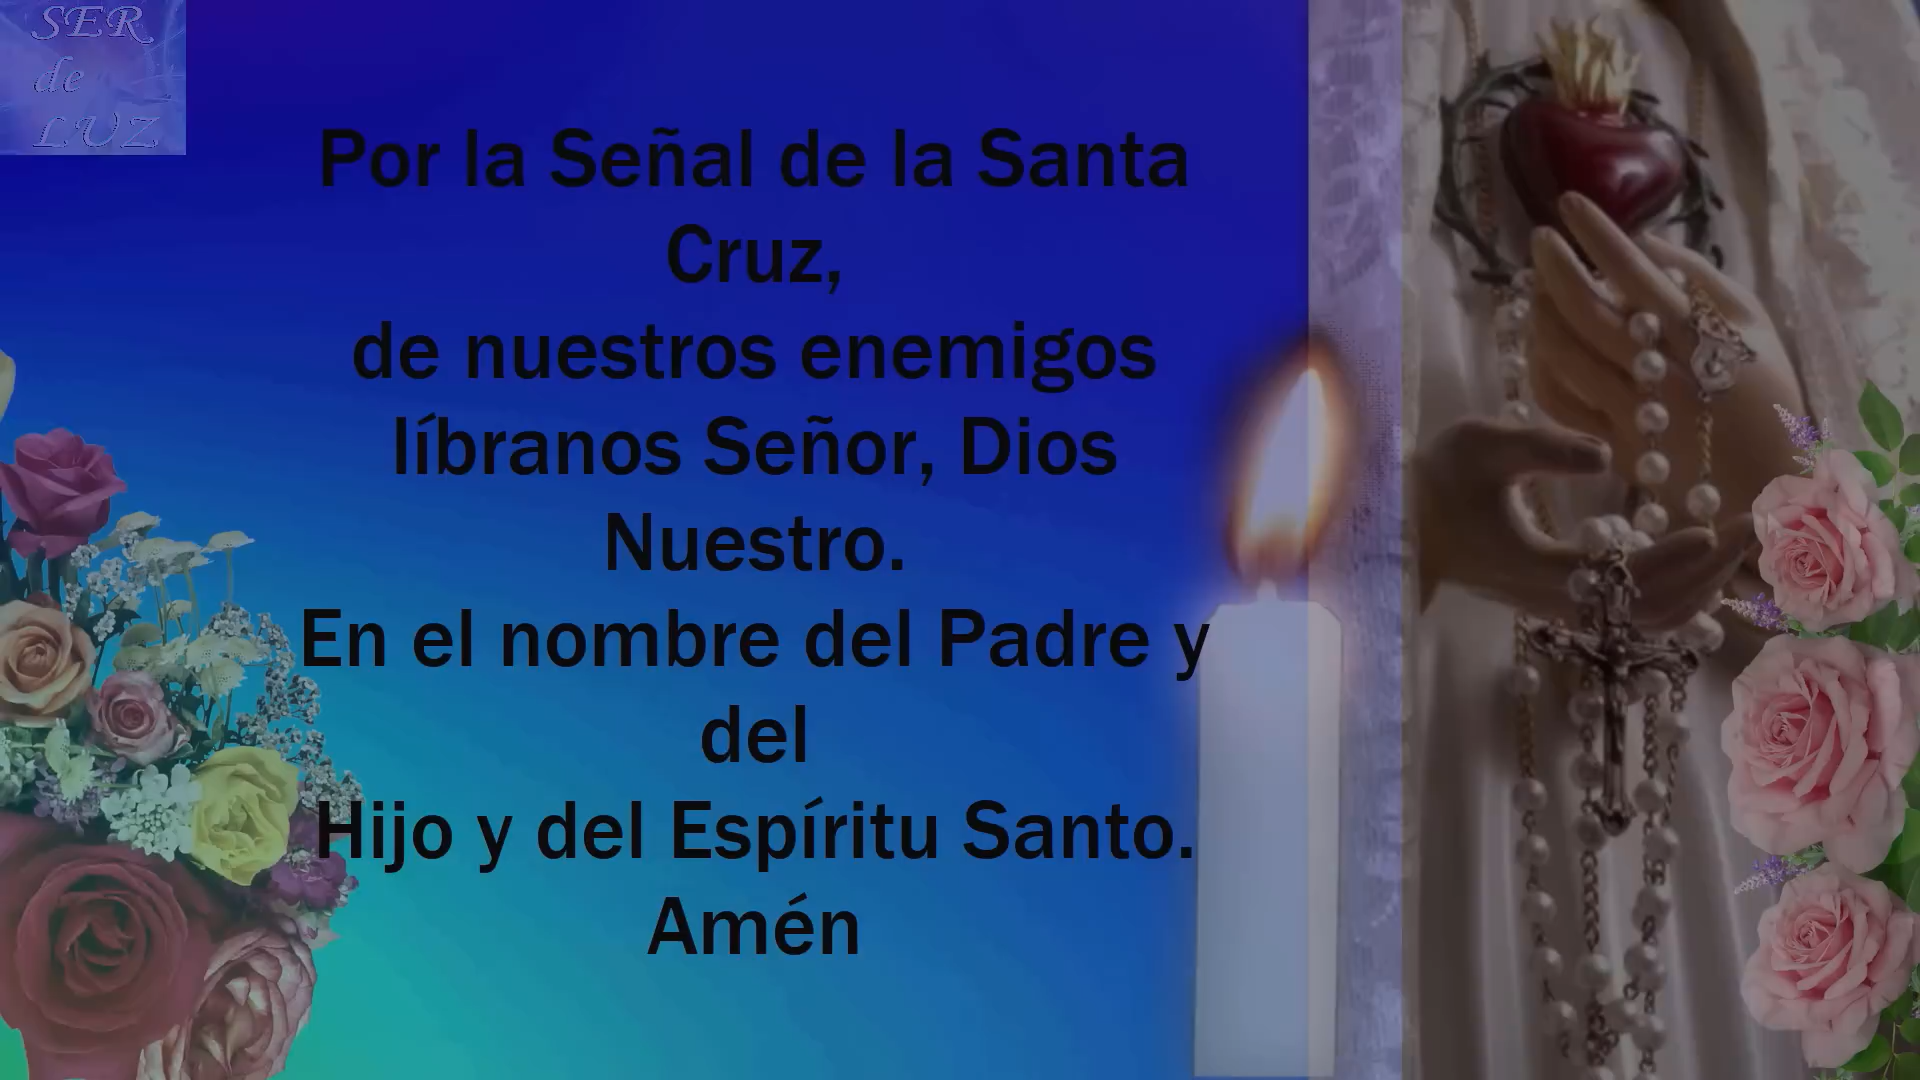 SER
de
LUZ
Por la Señal de la Santa
Cruz,
de nuestros enemigos
líbranos Señor, Dios
Nuestro.
En el nombre del Padre y
del
Hijo y del Espíritu Santo.
Amén